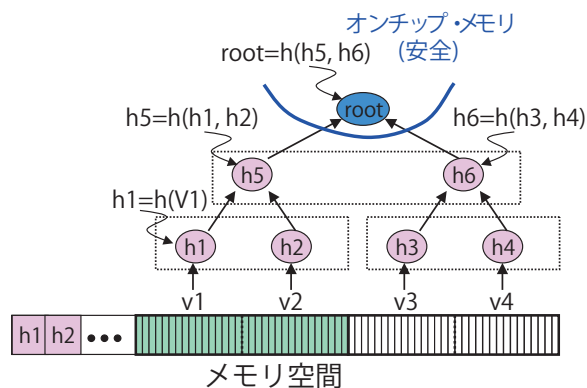 オンチップ・メモリ
(安全)
root=h(h5, h6)
root
h5=h(h1, h2)
h6=h(h3, h4)
h5
h6
h1=h(V1)
h1
h2
h3
h4
v1
v2
v3
v4
h1 h2 •••
メモリ空間